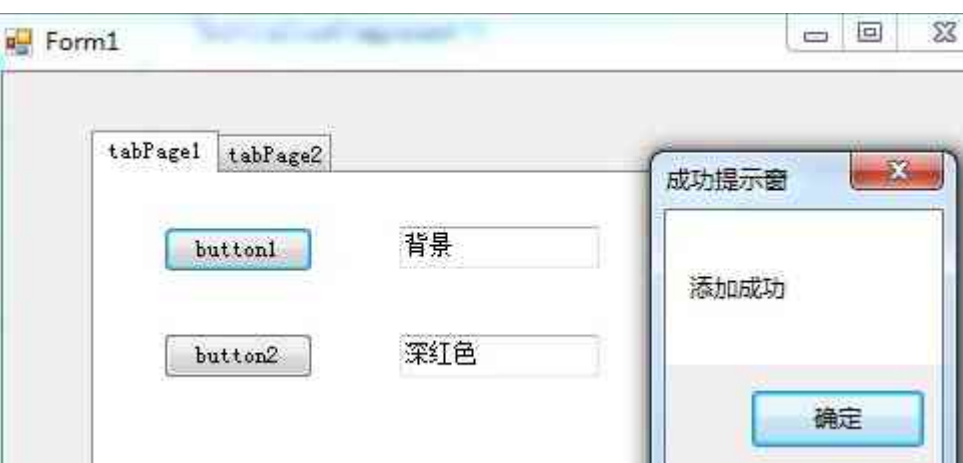 Form1
tabPage1
tabPage2
成功提示窗
button1
背景
添加成功
button2
深红色
确定